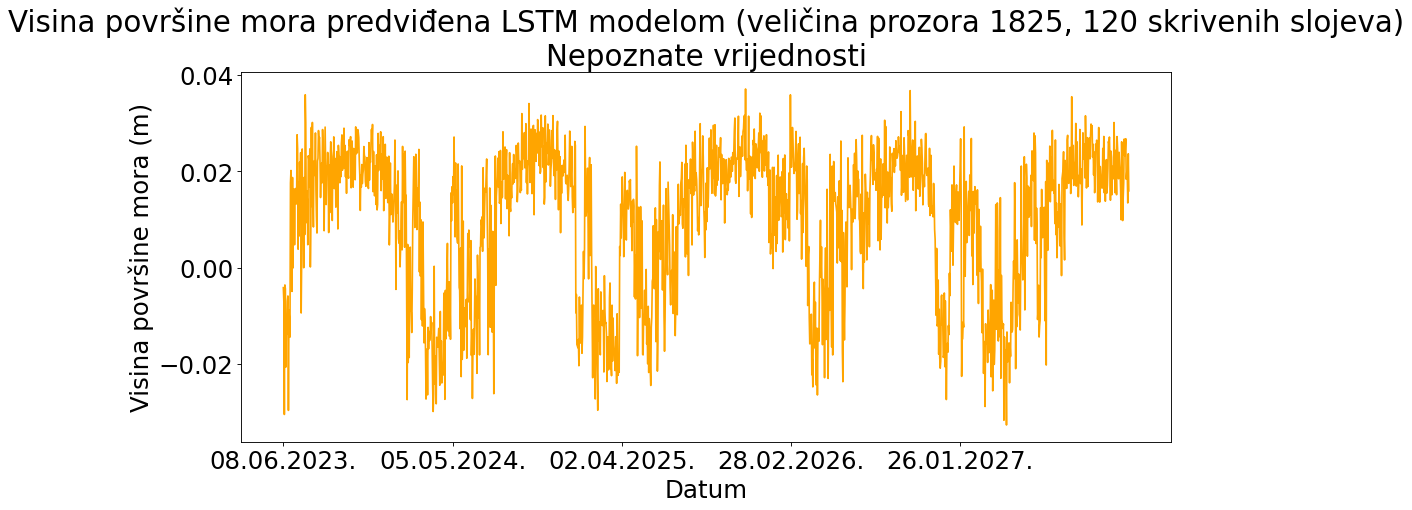 Visina površine mora predviđena LSTM modelom (veličina prozora 1825, 120 skrivenih slojeva)
Nepoznate vrijednosti
0.04
0.02
0.00
−0.02
Visina površine mora (m)
08.06.2023. 05.05.2024. 02.04.2025. 28.02.2026. 26.01.2027.
Datum